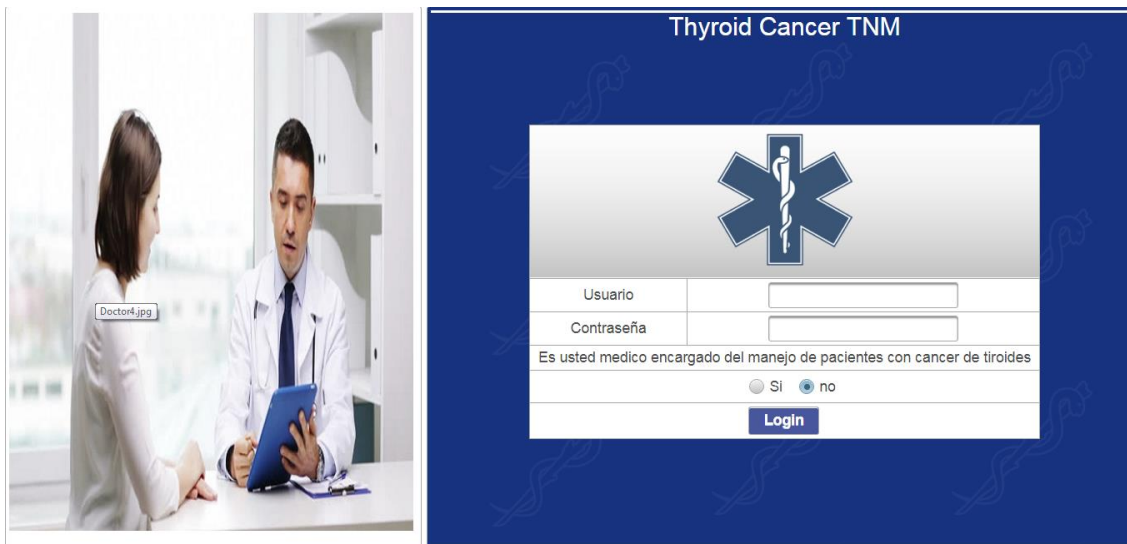 Doctor4.jpg
Thyroid Cancer TNM
Usuario
Contraseña
Es usted medico encargado del manejo de pacientes con cancer de tiroides
Si no
Login